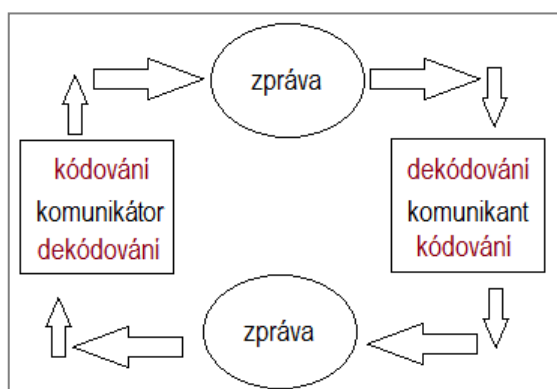 zpráva
kódování
komunikátor
dekódování
dekódování
komunikant
kódování
zpráva